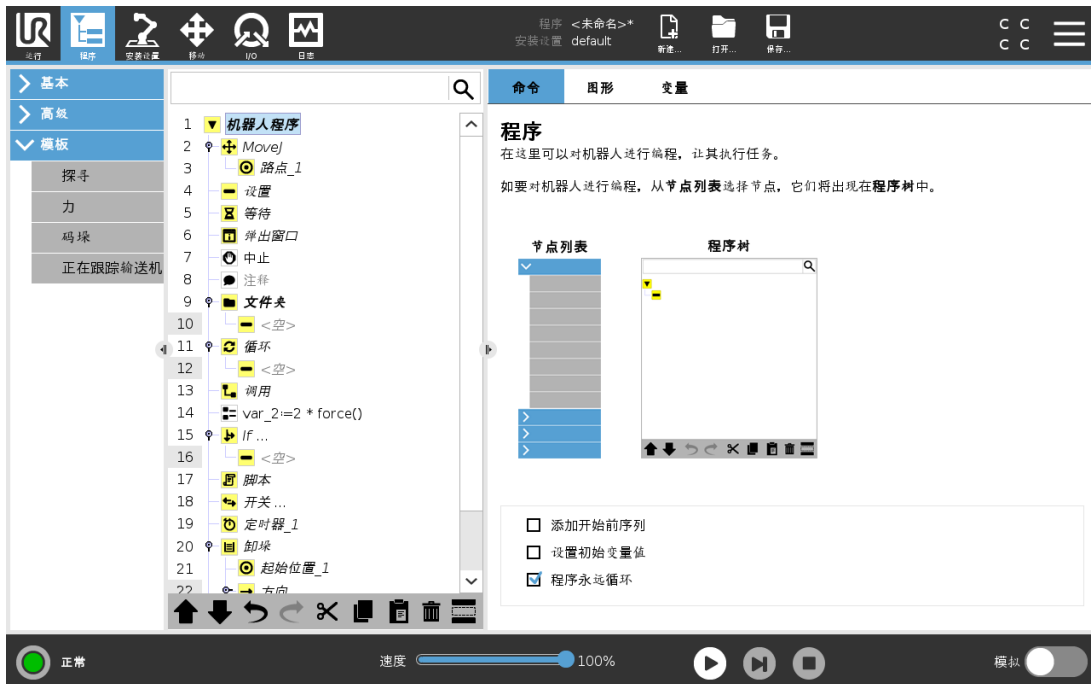 UR
运行
程序
安装设置
移动
I/O
日志
程序 <未命名>*
安装设置 default
新建...
打开...
保存...
C C
C C
基本
高级
模板
探寻
力
码垛
正在跟踪输送机
1 机器人程序
2 MoveJ
3 路点_1
4 设置
5 等待
6 弹出窗口
7 中止
8 注释
9 文件夹
10 <空>
11 循环
12 <空>
13 调用
14 var_2:=2 * force()
15 If ...
16 <空>
17 脚本
18 开关 ...
19 定时器_1
20 卸垛
21 起始位置_1
22 方向
命令 图形 变量
程序
在这里可以对机器人进行编程，让其执行任务。
如要对机器人进行编程，从节点列表选择节点，它们将出现在程序树中。
节点列表
程序树
添加开始前序列
设置初始变量值
程序永远循环
正常
速度
100%
模拟